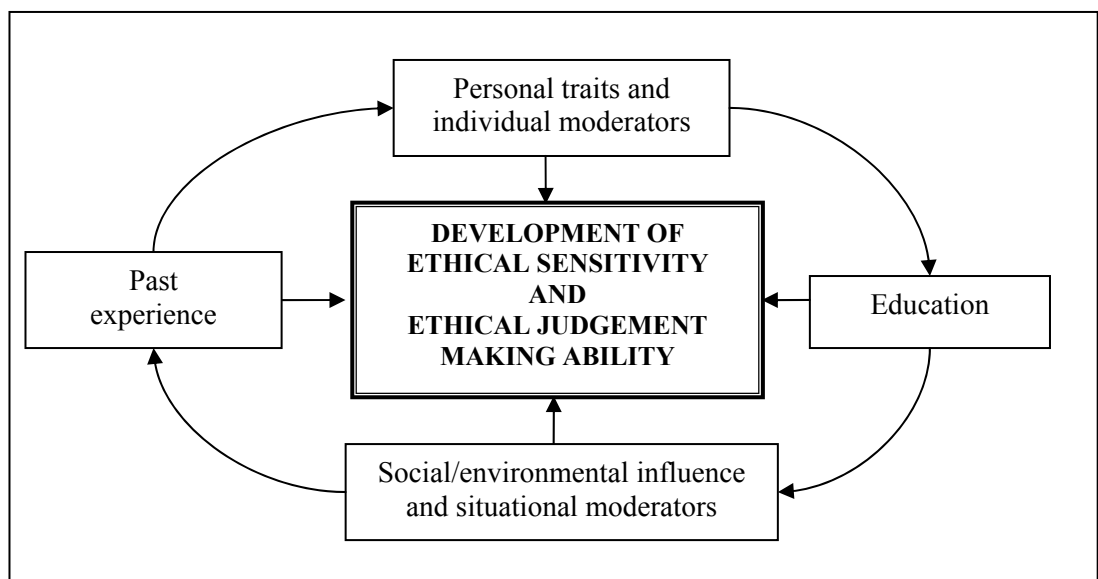 Personal traits and
individual moderators
DEVELOPMENT OF
ETHICAL SENSITIVITY
AND
ETHICAL JUDGEMENT
MAKING ABILITY
Past
experience
Education
Social/environmental influence
and situational moderators